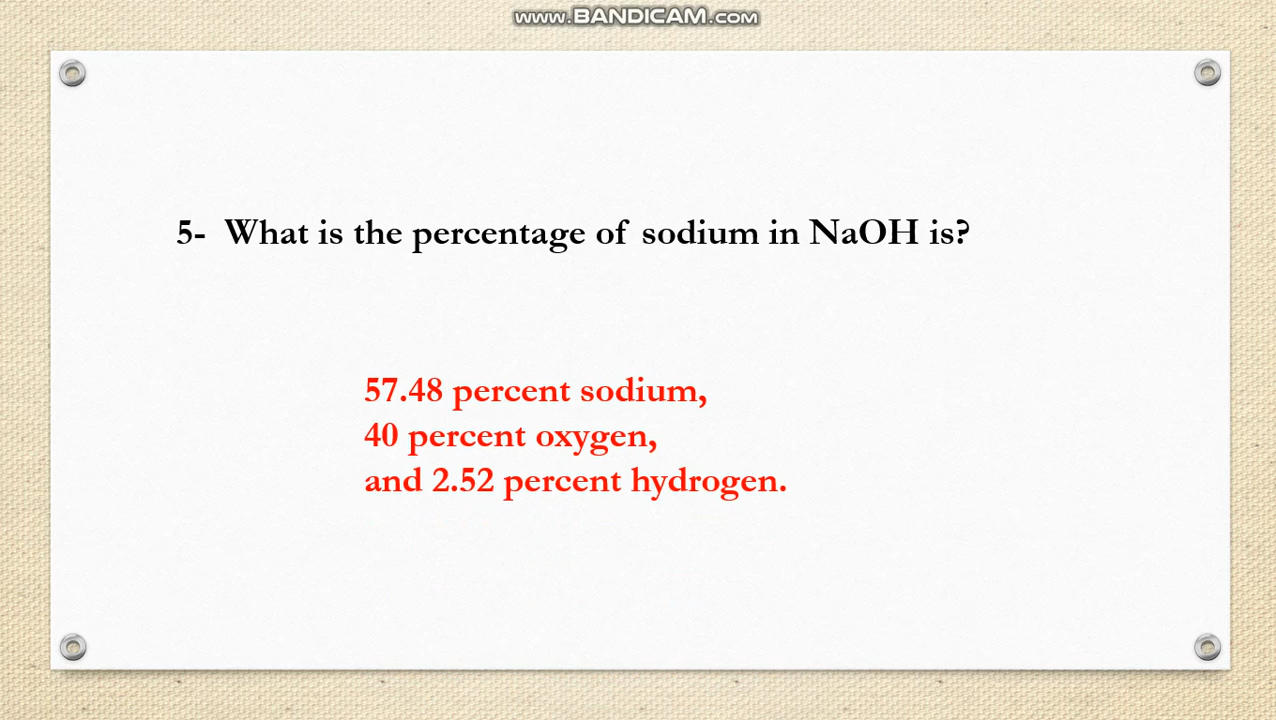 www.BANDICAM.com
5- What is the percentage of sodium in NaOH is?
57.48 percent sodium,
40 percent oxygen,
and 2.52 percent hydrogen.